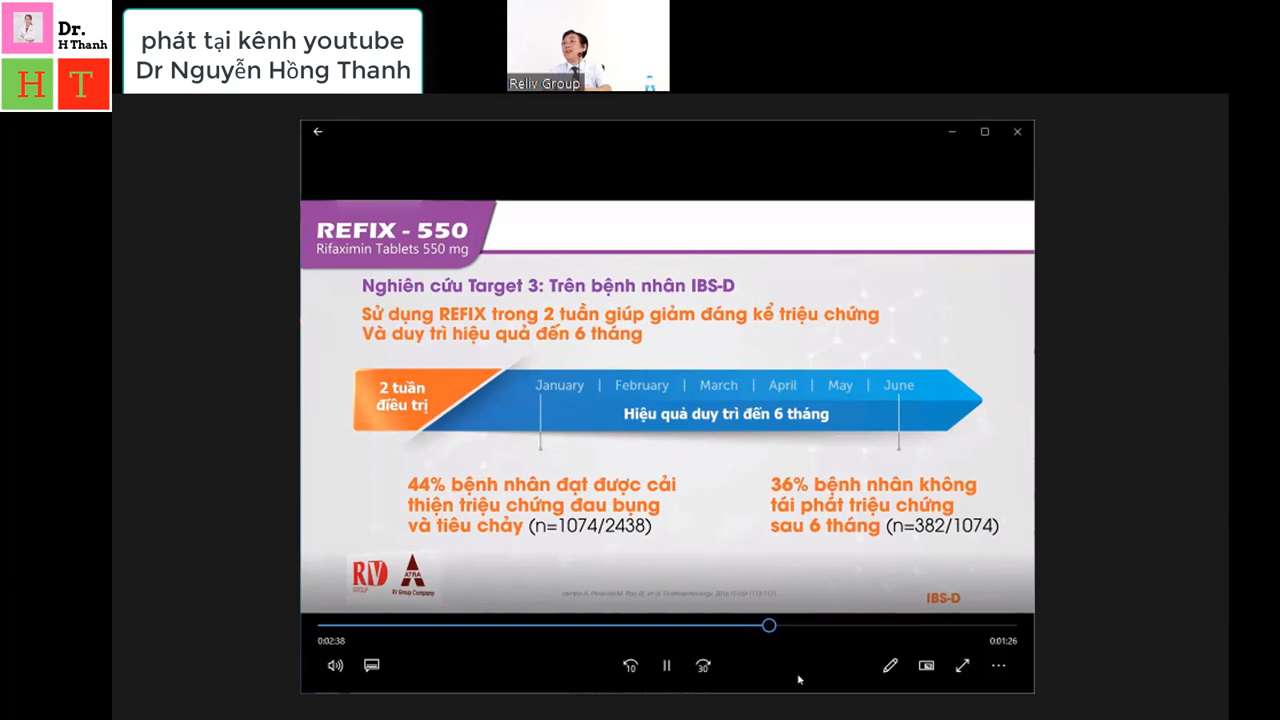 Dr.
H Thanh
H T
phát tại kênh youtube
Dr Nguyễn Hồng Thanh
Reliv Group
REFIX - 550
Rifaximin Tablets 550 mg
Nghiên cứu Target 3: Trên bệnh nhân IBS-D
Sử dụng REFIX trong 2 tuần giúp giảm đáng kể triệu chứng
Và duy trì hiệu quả đến 6 tháng
2 tuần
điều trị
January | February | March | April | May | June
Hiệu quả duy trì đến 6 tháng
44% bệnh nhân đạt được cải
thiện triệu chứng đau bụng
và tiêu chảy (n=1074/2438)
36% bệnh nhân không
tái phát triệu chứng
sau 6 tháng (n=382/1074)
RV
GROUP
ATRA
RV Group Company
IBS-D
0:02:38
0:01:26
10
30